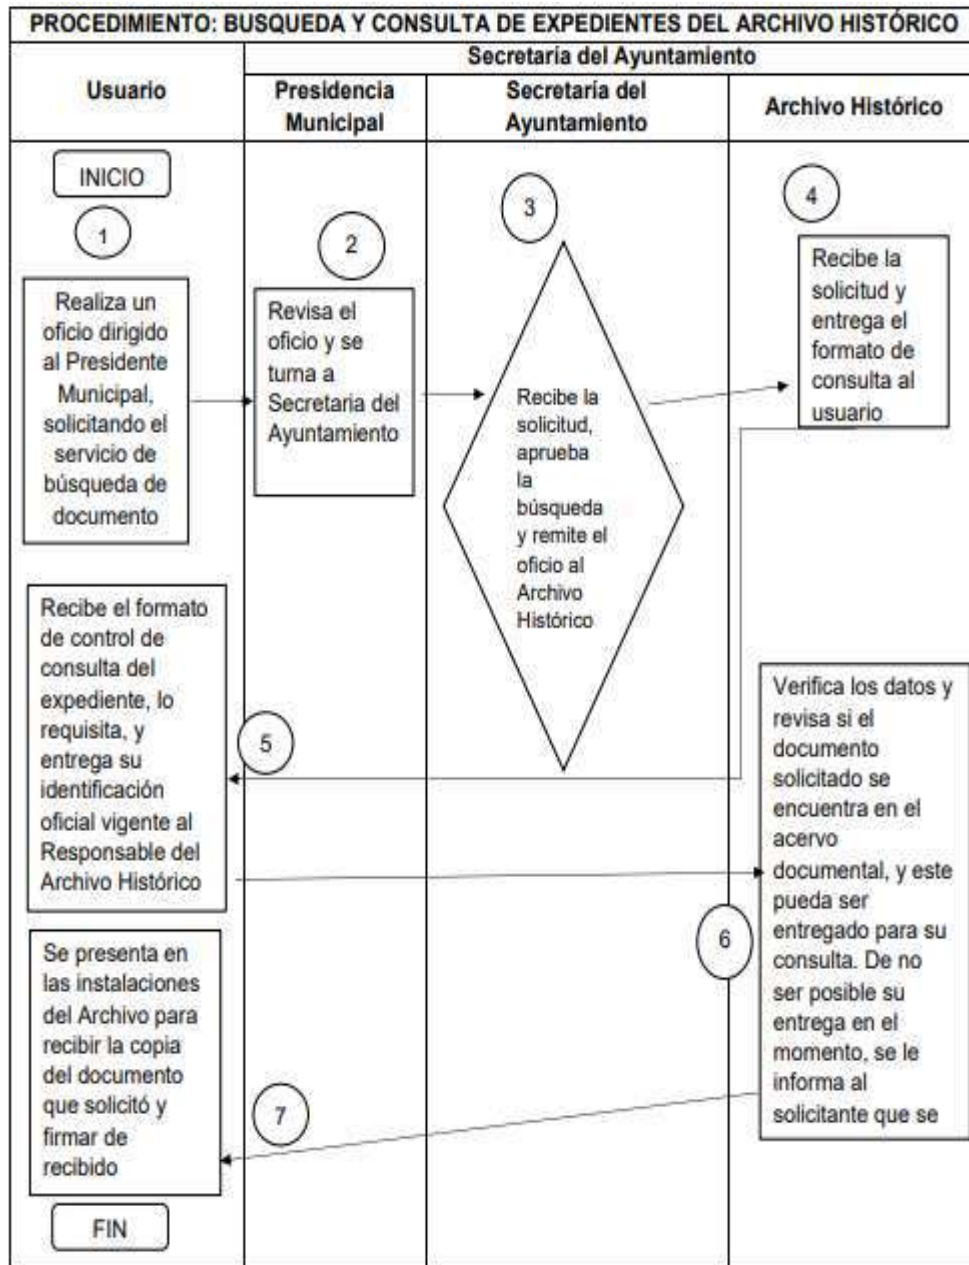 PROCEDIMIENTO: BUSQUEDA Y CONSULTA DE EXPEDIENTES DEL ARCHIVO HISTÓRICO
Usuario
Secretaría del Ayuntamiento
Presidencia
Municipal
Secretaría del
Ayuntamiento
Archivo Histórico
INICIO
1
Realiza un
oficio dirigido
al Presidente
Municipal,
solicitando el
servicio de
búsqueda de
documento
2
Revisa el
oficio y se
turna a
Secretaria del
Ayuntamiento
3
Recibe la
solicitud,
aprueba
la
búsqueda
y remite el
oficio al
Archivo
Histórico
4
Recibe la
solicitud y
entrega el
formato de
consulta al
usuario
5
Recibe el formato
de control de
consulta del
expediente, lo
requisita, y
entrega su
identificación
oficial vigente al
Responsable del
Archivo Histórico
6
Verifica los datos y
revisa si el
documento
solicitado se
encuentra en el
acervo
documental, y este
pueda ser
entregado para su
consulta. De no
ser posible su
entrega en el
momento, se le
informa al
solicitante que se
7
Se presenta en
las instalaciones
del Archivo para
recibir la copia
del documento
que solicitó y
firmar de
recibido
FIN